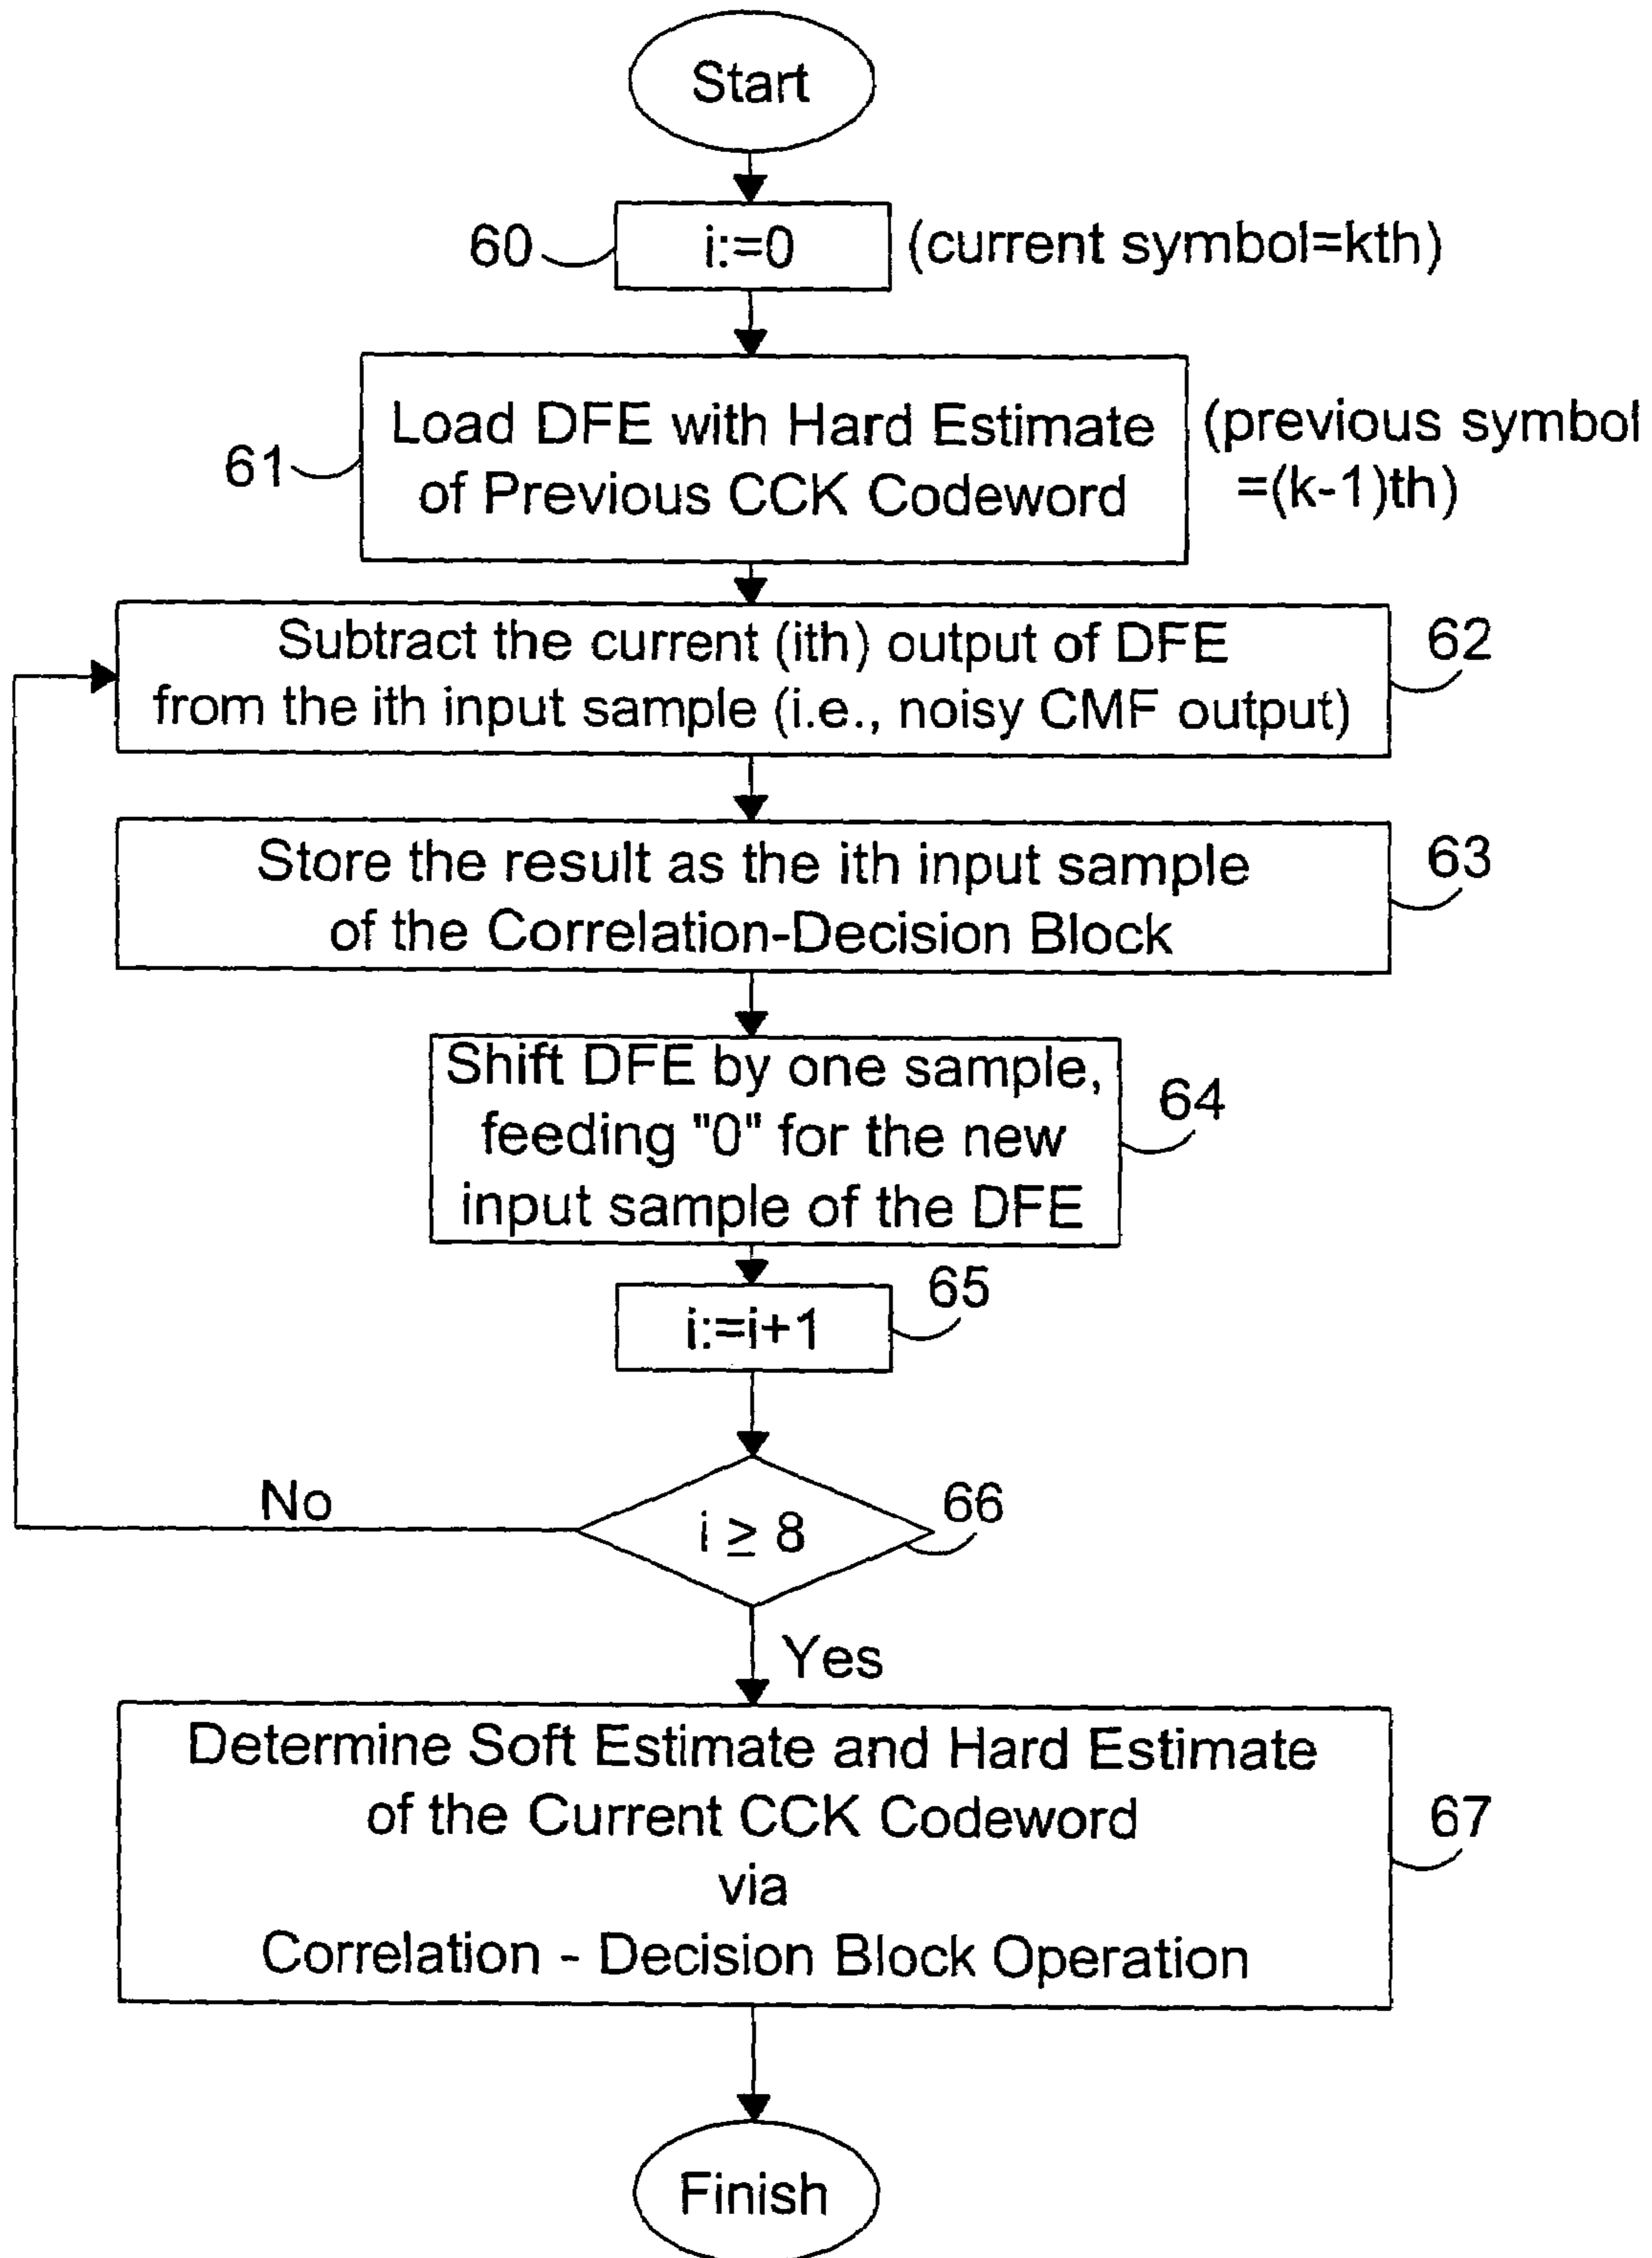 Start
60
i:=0
(current symbol=kth)
61
Load DFE with Hard Estimate
of Previous CCK Codeword
(previous symbol
=(k-1)th)
Subtract the current (ith) output of DFE
from the ith input sample (i.e., noisy CMF output)
62
Store the result as the ith input sample
of the Correlation-Decision Block
63
Shift DFE by one sample,
feeding "0" for the new
input sample of the DFE
64
i:=i+1
65
No
i ≥ 8
66
Yes
Determine Soft Estimate and Hard Estimate
of the Current CCK Codeword
via
Correlation - Decision Block Operation
67
Finish